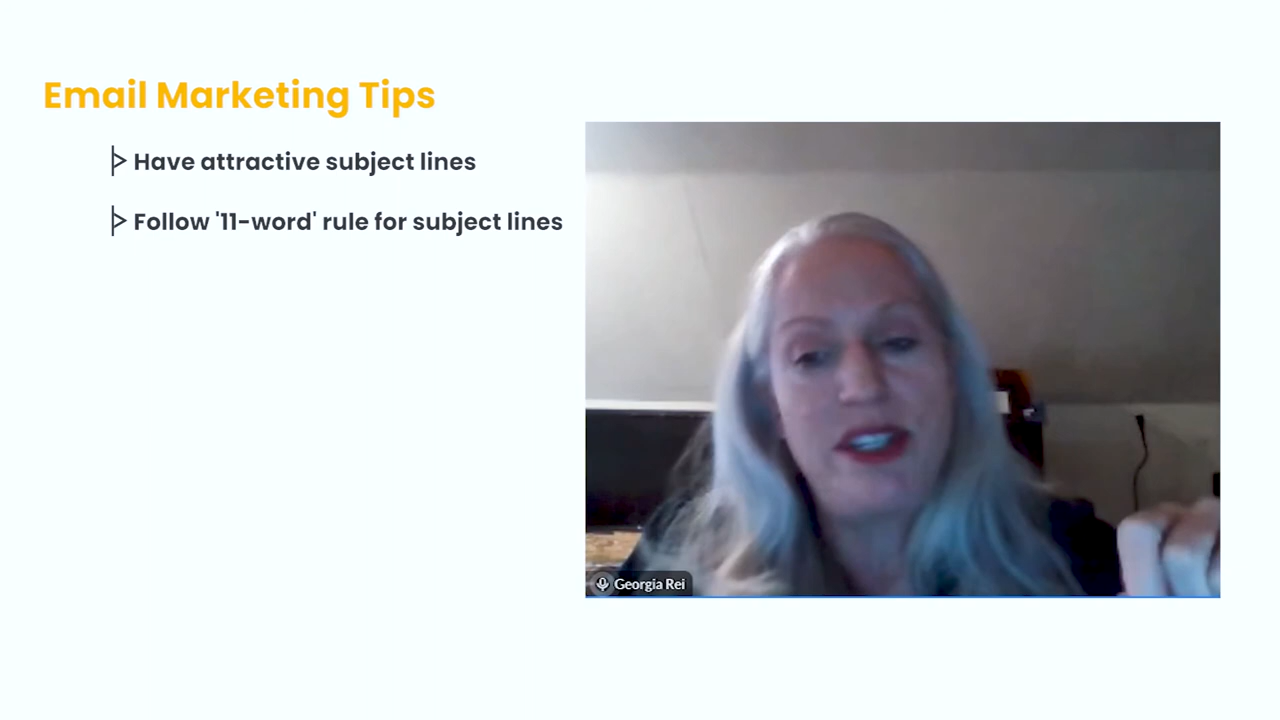 Email Marketing Tips
Have attractive subject lines
Follow '11-word' rule for subject lines
Georgia Rei